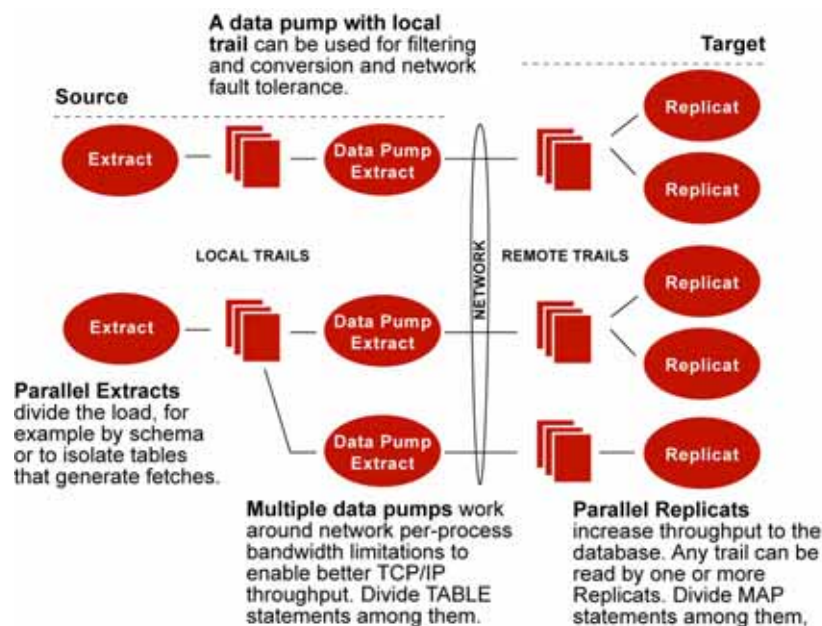 A data pump with local
trail can be used for filtering
and conversion and network
fault tolerance.
Target
Source
Extract
Data Pump
Extract
Replicat
Replicat
LOCAL TRAILS
NETWORK
REMOTE TRAILS
Extract
Data Pump
Extract
Replicat
Replicat
Parallel Extracts
divide the load, for
example by schema
or to isolate tables
that generate fetches.
Data Pump
Extract
Replicat
Multiple data pumps work
around network per-process
bandwidth limitations to
enable better TCP/IP
throughput. Divide TABLE
statements among them.
Parallel Replicats
increase throughput to the
database. Any trail can be
read by one or more
Replicats. Divide MAP
statements among them,